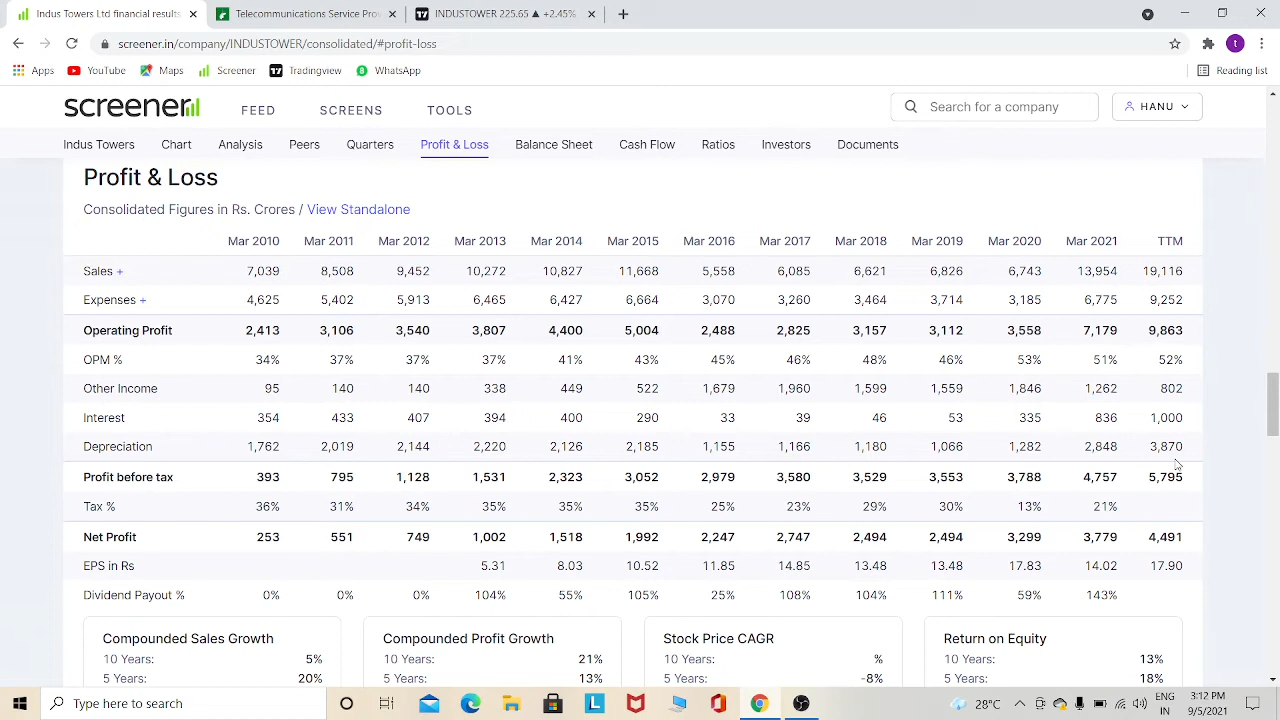 Indus Towers Ltd financial results
Telecommunications Service Prov
INDUSTOWER 225.65 ▲ +2.45%
screener.in/company/INDUSTOWER/consolidated/#profit-loss
Apps YouTube Maps Screener Tradingview WhatsApp Reading list
screener FEED SCREENS TOOLS Search for a company HANU
Indus Towers Chart Analysis Peers Quarters Profit & Loss Balance Sheet Cash Flow Ratios Investors Documents
Profit & Loss
Consolidated Figures in Rs. Crores / View Standalone
Mar 2010 Mar 2011 Mar 2012 Mar 2013 Mar 2014 Mar 2015 Mar 2016 Mar 2017 Mar 2018 Mar 2019 Mar 2020 Mar 2021 TTM
Sales + 7,039 8,508 9,452 10,272 10,827 11,668 5,558 6,085 6,621 6,826 6,743 13,954 19,116
Expenses + 4,625 5,402 5,913 6,465 6,427 6,664 3,070 3,260 3,464 3,714 3,185 6,775 9,252
Operating Profit 2,413 3,106 3,540 3,807 4,400 5,004 2,488 2,825 3,157 3,112 3,558 7,179 9,863
OPM % 34% 37% 37% 37% 41% 43% 45% 46% 48% 46% 53% 51% 52%
Other Income 95 140 140 338 449 522 1,679 1,960 1,599 1,559 1,846 1,262 802
Interest 354 433 407 394 400 290 33 39 46 53 335 836 1,000
Depreciation 1,762 2,019 2,144 2,220 2,126 2,185 1,155 1,166 1,180 1,066 1,282 2,848 3,870
Profit before tax 393 795 1,128 1,531 2,323 3,052 2,979 3,580 3,529 3,553 3,788 4,757 5,795
Tax % 36% 31% 34% 35% 35% 35% 25% 23% 29% 30% 13% 21%
Net Profit 253 551 749 1,002 1,518 1,992 2,247 2,747 2,494 2,494 3,299 3,779 4,491
EPS in Rs 5.31 8.03 10.52 11.85 14.85 13.48 13.48 17.83 14.02 17.90
Dividend Payout % 0% 0% 0% 104% 55% 105% 25% 108% 104% 111% 59% 143%
Compounded Sales Growth Compounded Profit Growth Stock Price CAGR Return on Equity
10 Years: 5% 10 Years: 21% 10 Years: % 10 Years: 13%
5 Years: 20% 5 Years: 13% 5 Years: -8% 5 Years: 18%
Type here to search 28°C ENG 3:12 PM
IN 9/5/2021